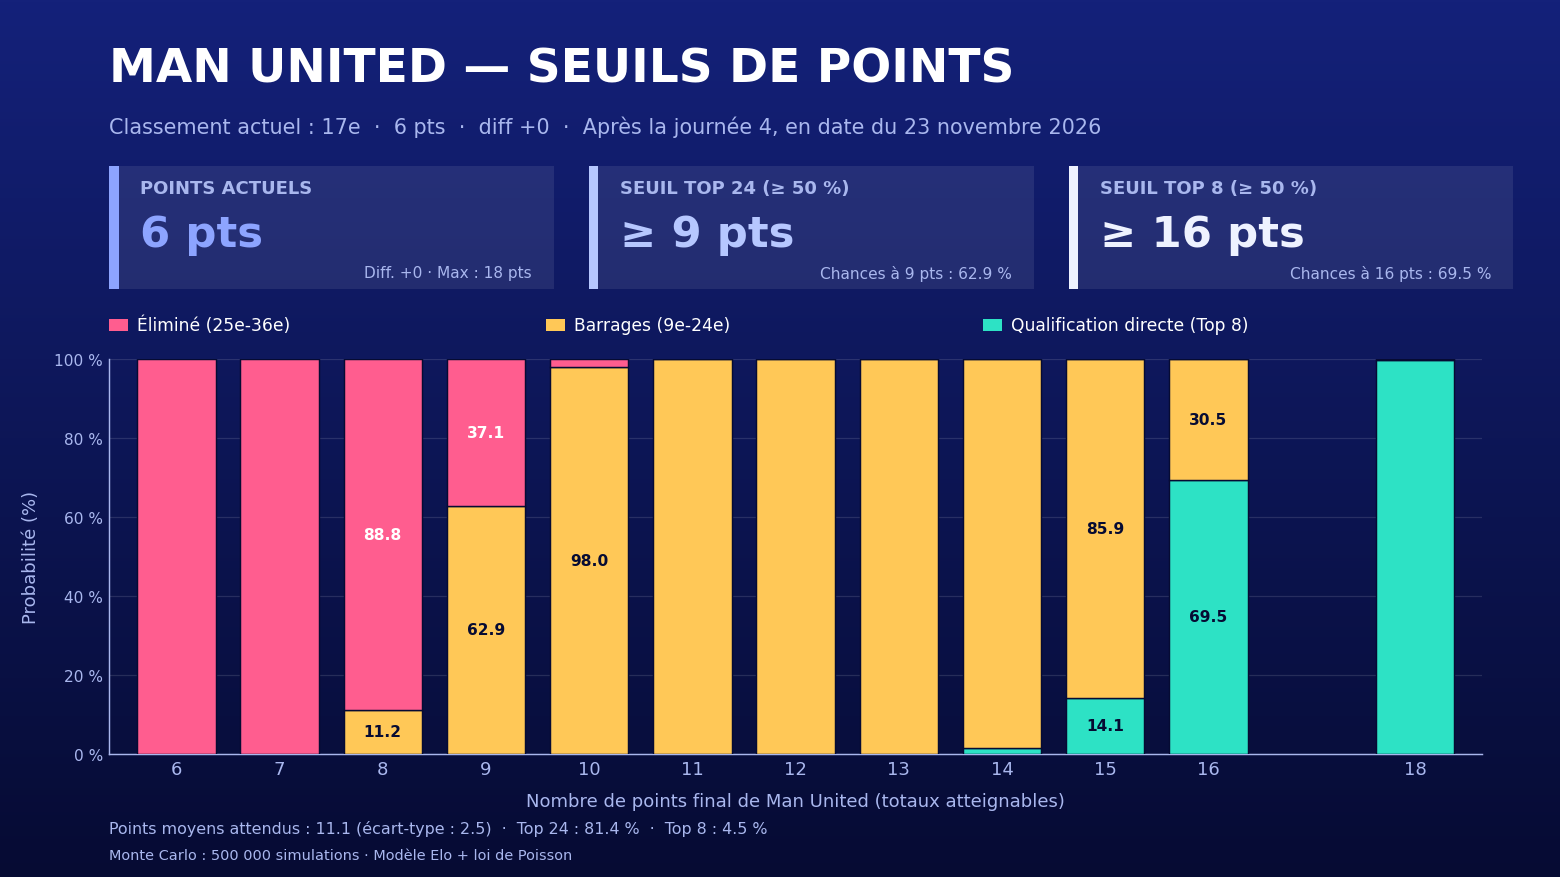 MAN UNITED — SEUILS DE POINTS
Classement actuel : 17e · 6 pts · diff +0 · Après la journée 4, en date du 23 novembre 2026
POINTS ACTUELS
6 pts
Diff. +0 · Max : 18 pts
SEUIL TOP 24 (≥ 50 %)
≥ 9 pts
Chances à 9 pts : 62.9 %
SEUIL TOP 8 (≥ 50 %)
≥ 16 pts
Chances à 16 pts : 69.5 %
Éliminé (25e-36e)
Barrages (9e-24e)
Qualification directe (Top 8)
Probabilité (%)
100 %
80 %
60 %
40 %
20 %
0 %
88.8
11.2
37.1
62.9
98.0
85.9
14.1
30.5
69.5
6 7 8 9 10 11 12 13 14 15 16 18
Nombre de points final de Man United (totaux atteignables)
Points moyens attendus : 11.1 (écart-type : 2.5) · Top 24 : 81.4 % · Top 8 : 4.5 %
Monte Carlo : 500 000 simulations · Modèle Elo + loi de Poisson